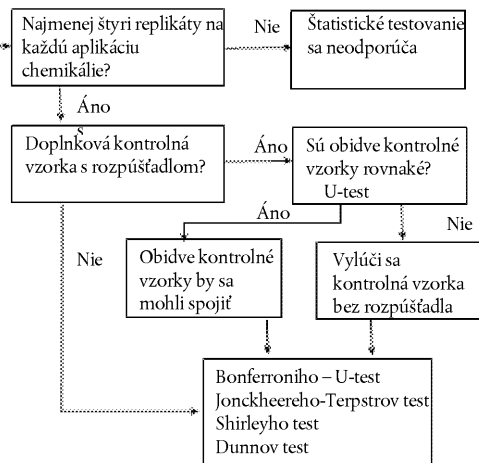 Najmenej štyri replikáty na
každú aplikáciu
chemikálie?
Nie
Štatistické testovanie
sa neodporúča
Áno
s
Doplnková kontrolná
vzorka s rozpúšťadlom?
Áno
Sú obidve kontrolné
vzorky rovnaké?
U-test
Áno
Nie
Nie
Obidve kontrolné
vzorky by sa
mohli spojiť
Vylúči sa
kontrolná vzorka
bez rozpúšťadla
Bonferroniho – U-test
Jonckheereho-Terpstrov test
Shirleyho test
Dunnov test